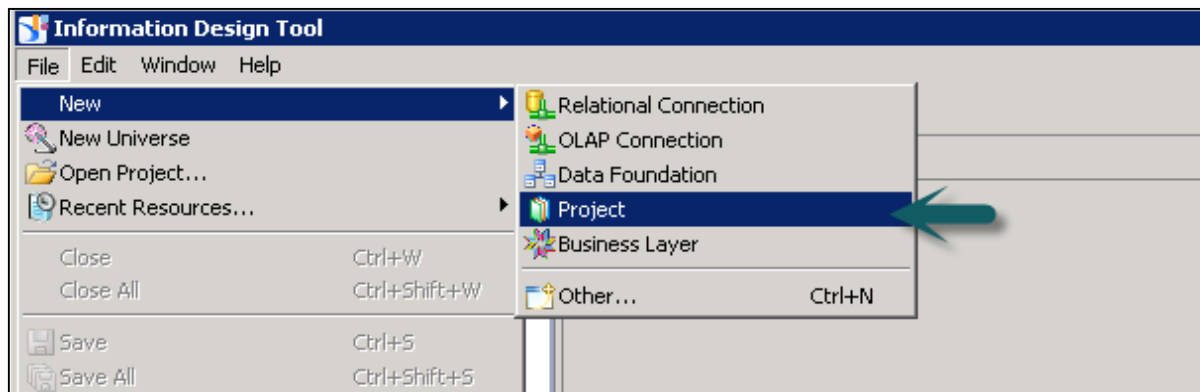 Information Design Tool
File Edit Window Help
New
New Universe
Open Project...
Recent Resources...
Close Ctrl+W
Close All Ctrl+Shift+W
Save Ctrl+S
Save All Ctrl+Shift+S
Relational Connection
OLAP Connection
Data Foundation
Project
Business Layer
Other... Ctrl+N